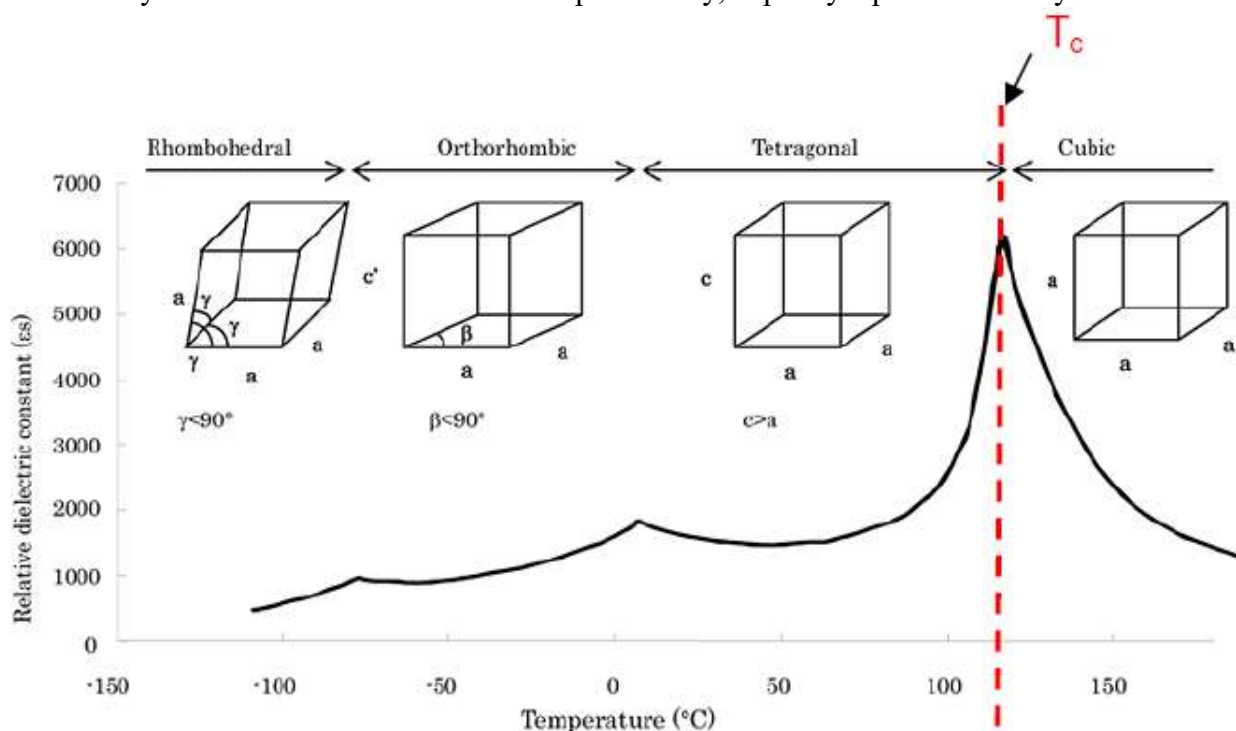 T_c
Rhombohedral Orthorhombic Tetragonal Cubic
7000
6000
5000
4000
3000
2000
1000
0
Relative dielectric constant (εs)
a γ γ γ a a
γ<90°
c' β a a
β<90°
c a a
c>a
a a a
-150 -100 -50 0 50 100 150
Temperature (°C)